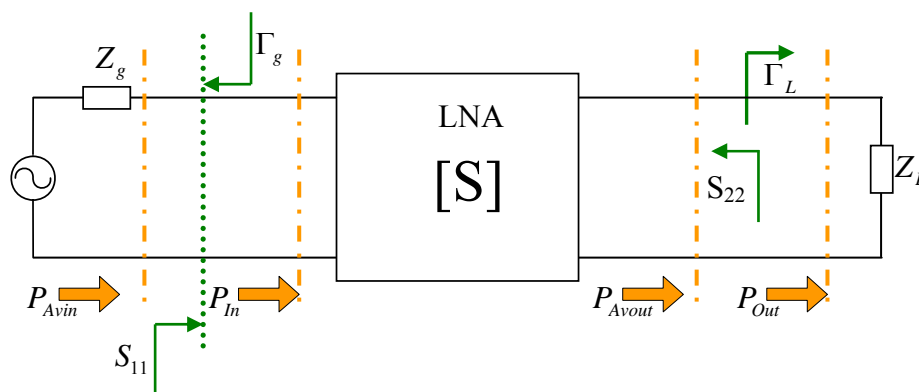 Z_g
Γ_g
LNA
[S]
Γ_L
S_22
P_Avin
P_In
P_Avout
P_Out
S_11